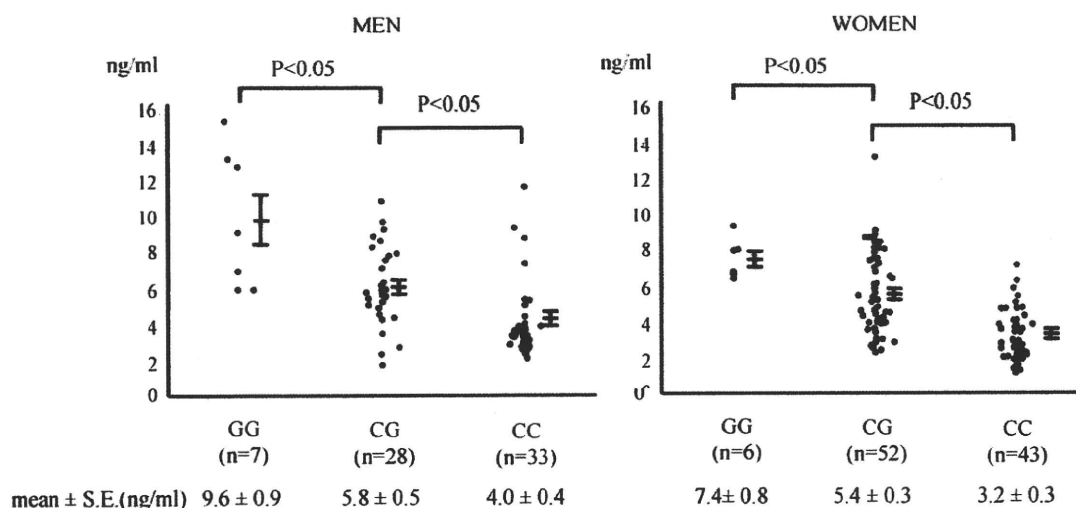 MEN
ng/ml
P<0.05
P<0.05
16
14
12
10
8
6
4
2
0
GG CG CC
(n=7) (n=28) (n=33)
mean ± S.E.(ng/ml) 9.6 ± 0.9 5.8 ± 0.5 4.0 ± 0.4
WOMEN
ng/ml
P<0.05
P<0.05
16
14
12
10
8
6
4
2
0
GG CG CC
(n=6) (n=52) (n=43)
7.4± 0.8 5.4 ± 0.3 3.2 ± 0.3